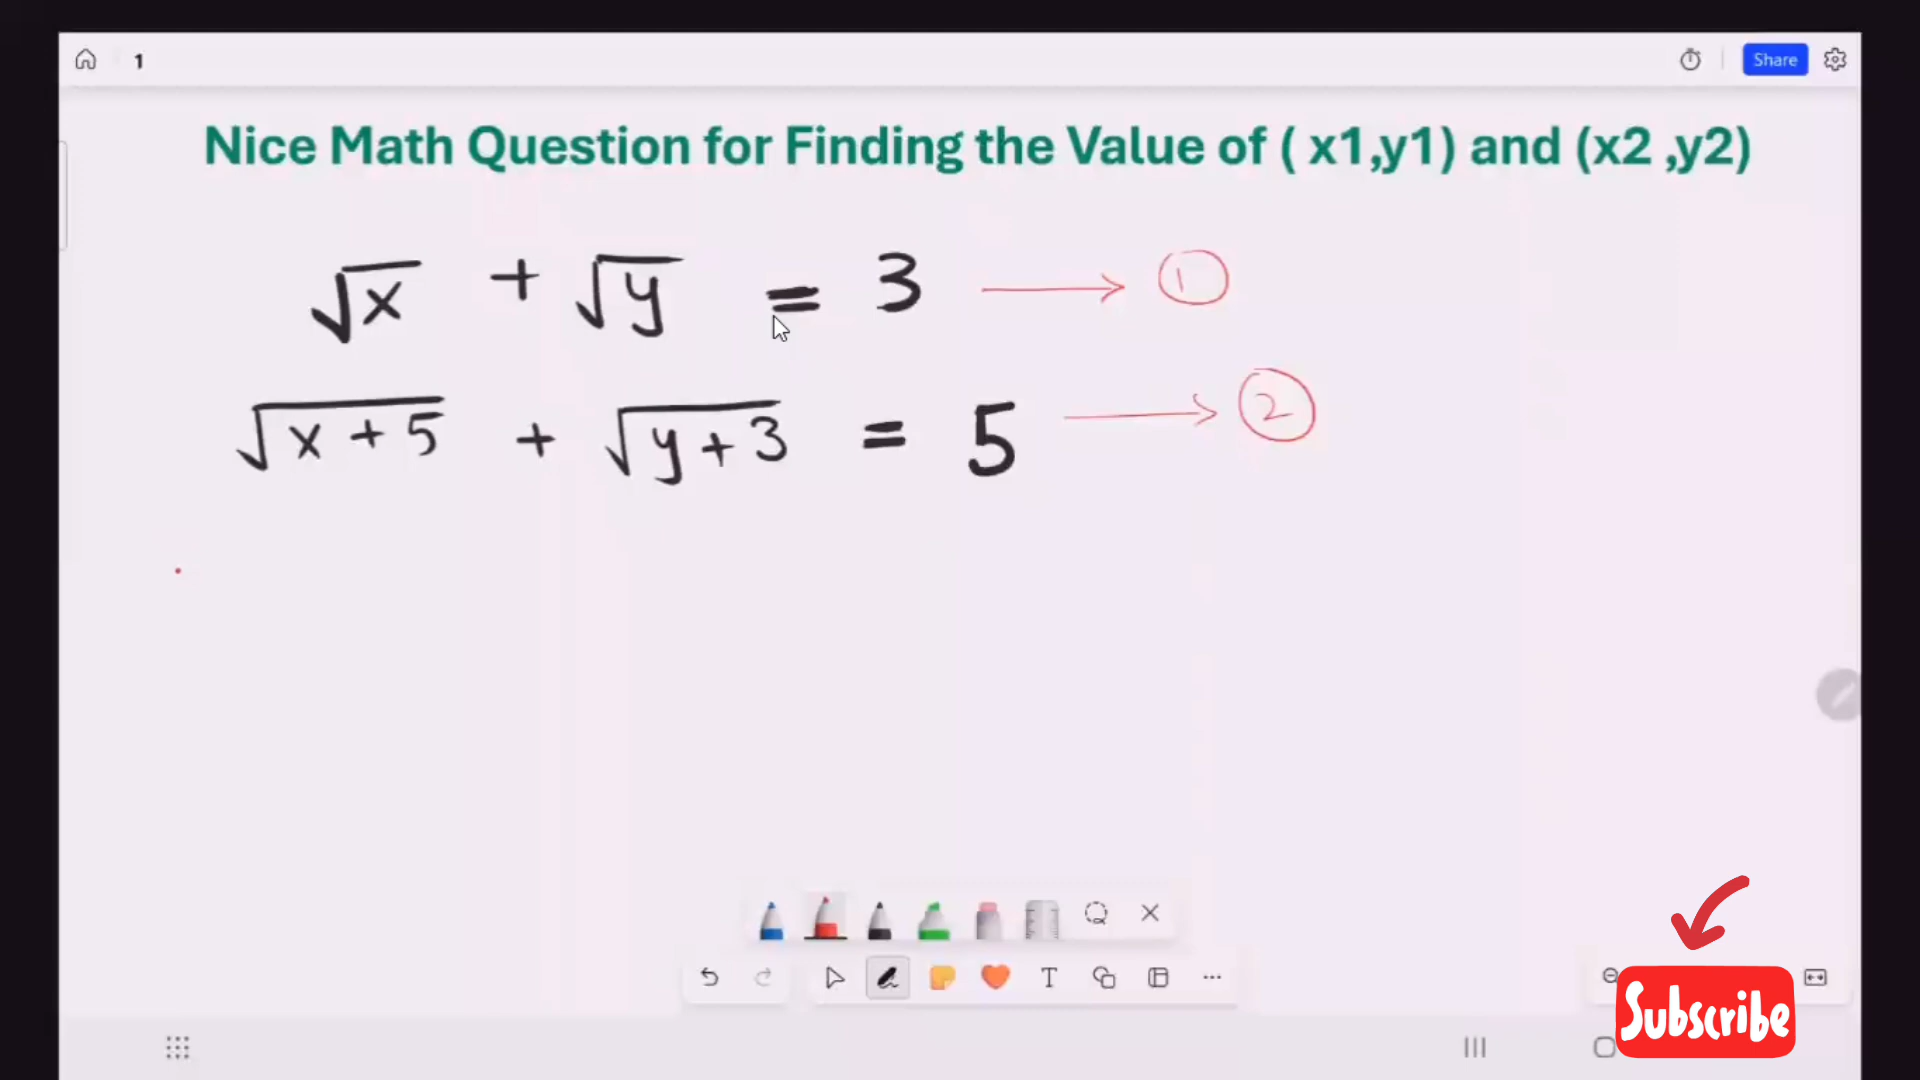 1
Share
Nice Math Question for Finding the Value of ( x1,y1) and (x2 ,y2)
√x + √y = 3 → ①
√(x + 5) + √(y + 3) = 5 → ②
T
Subscribe